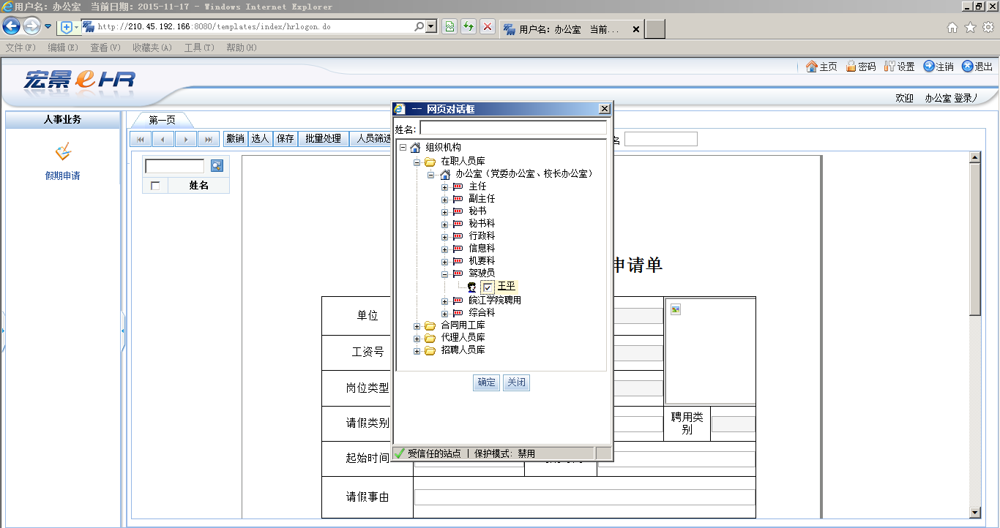 用户名: 办公室 当前日期: 2015-11-17 - Windows Internet Explorer
http://210.45.192.166:8080/templates/index/hrlogon.do
用户名: 办公室 当前...
文件(F) 编辑(E) 查看(V) 收藏夹(A) 工具(T) 帮助(H)
宏景eHR
主页 密码 设置 注销 退出
欢迎 办公室 登录
人事业务
第一页
撤销 选人 保存 批量处理 人员筛选
假期申请
姓名
申请单
单位
工资号
岗位类型
请假类别
聘用类别
起始时间
请假事由
-- 网页对话框
姓名:
组织机构
在职人员库
办公室（党委办公室、校长办公室）
主任
副主任
秘书
秘书科
行政科
信息科
机要科
驾驶员
王平
皖江学院聘用
综合科
合同用工库
代理人员库
招聘人员库
确定 关闭
受信任的站点 | 保护模式: 禁用